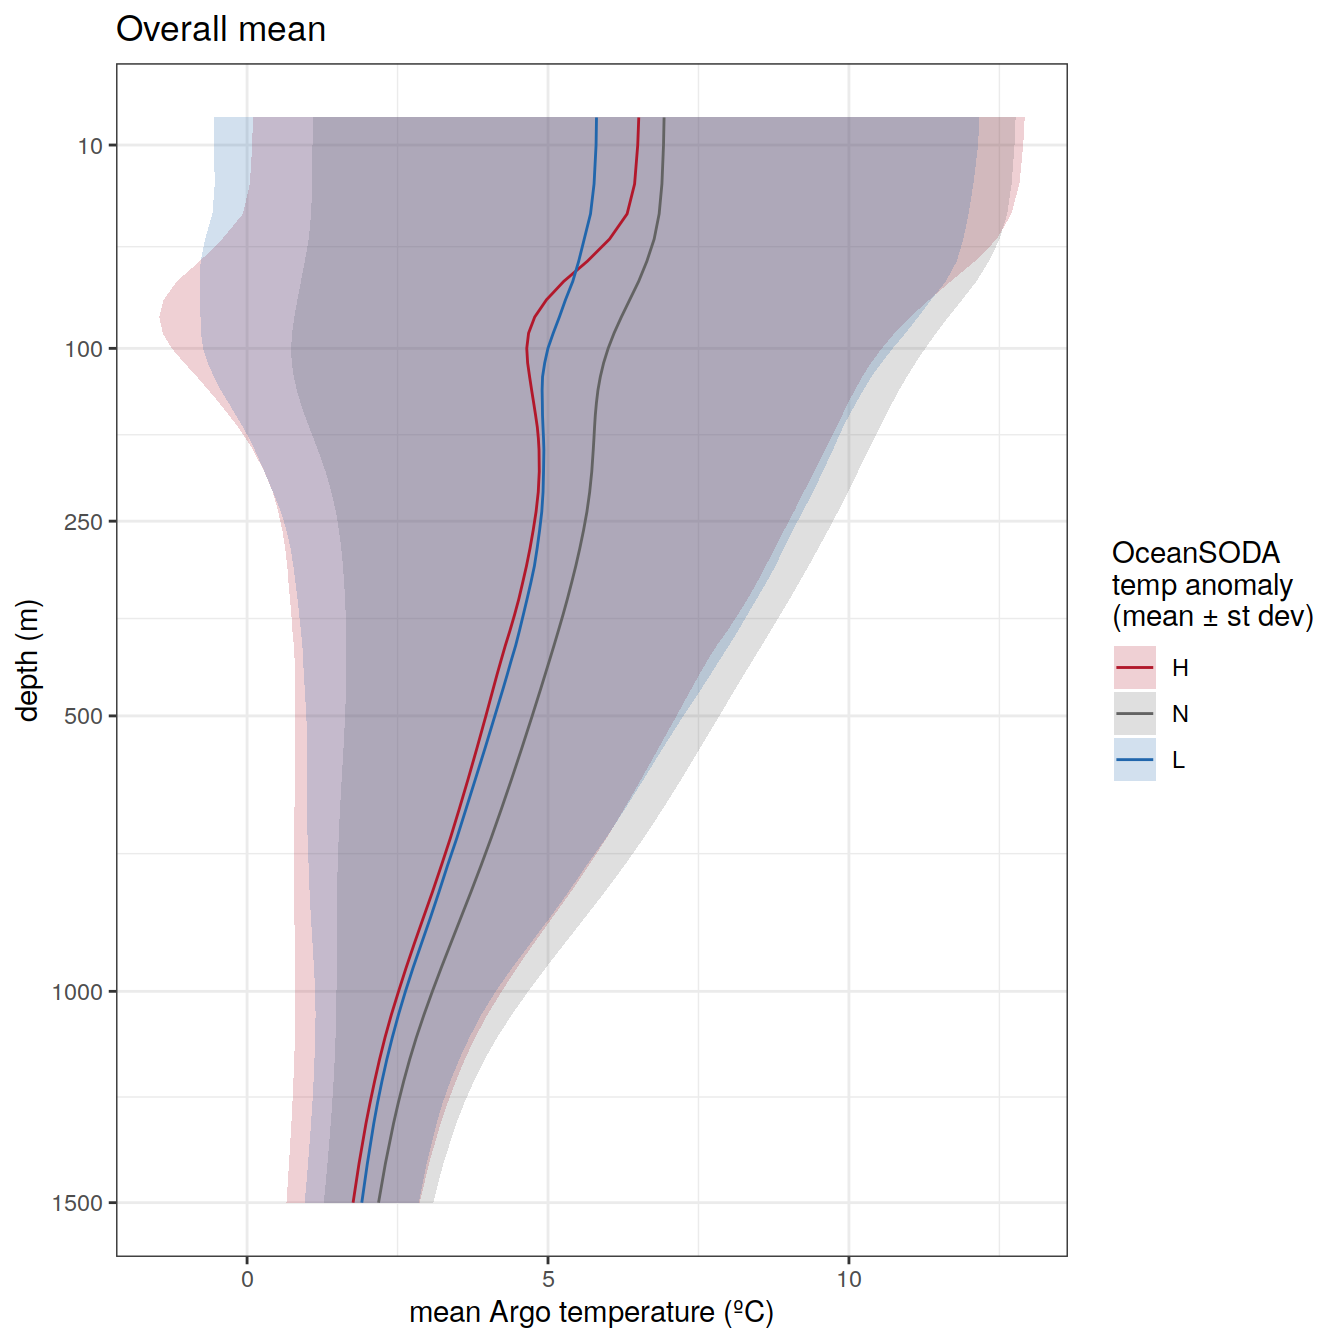 Overall mean
10
100
250
500
1000
1500
depth (m)
0
5
10
mean Argo temperature (ºC)
OceanSODA
temp anomaly
(mean ± st dev)
H
N
L